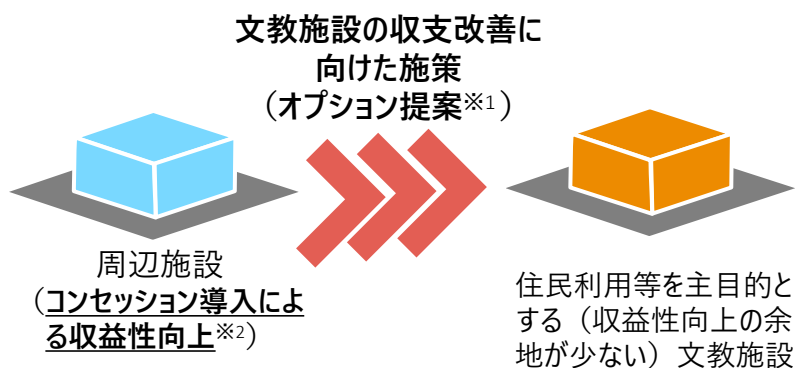 文教施設の収支改善に
向けた施策
（オプション提案※1）
周辺施設
（コンセッション導入によ
る収益性向上※2）
住民利用等を主目的と
する（収益性向上の余
地が少ない）文教施設